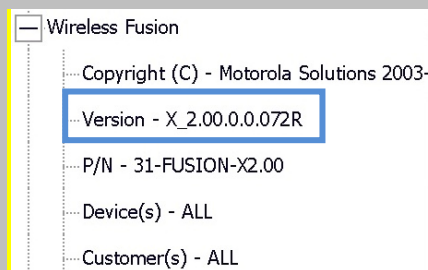 Wireless Fusion
Copyright (C) - Motorola Solutions 2003-
Version - X_2.00.0.0.072R
P/N - 31-FUSION-X2.00
Device(s) - ALL
Customer(s) - ALL